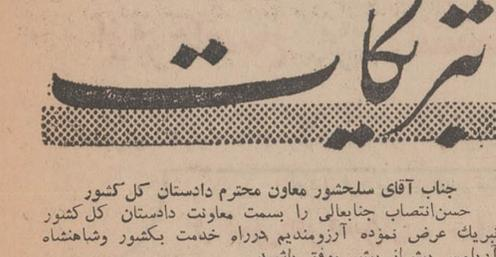 تبریکات
جناب آقای سلحشور معاون محترم دادستان کل کشور
حسن انتصاب جنابعالی را بسمت معاونت دادستان کل کشور
تبریك عرض نموده آرزومندیم درراه خدمت بکشور وشاهنشاه